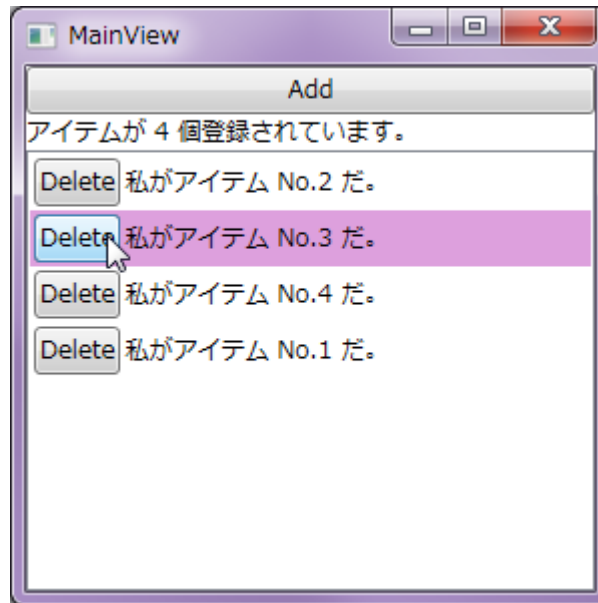 MainView
Add
アイテムが 4 個登録されています。
Delete 私がアイテム No.2 だ。
Delete 私がアイテム No.3 だ。
Delete 私がアイテム No.4 だ。
Delete 私がアイテム No.1 だ。